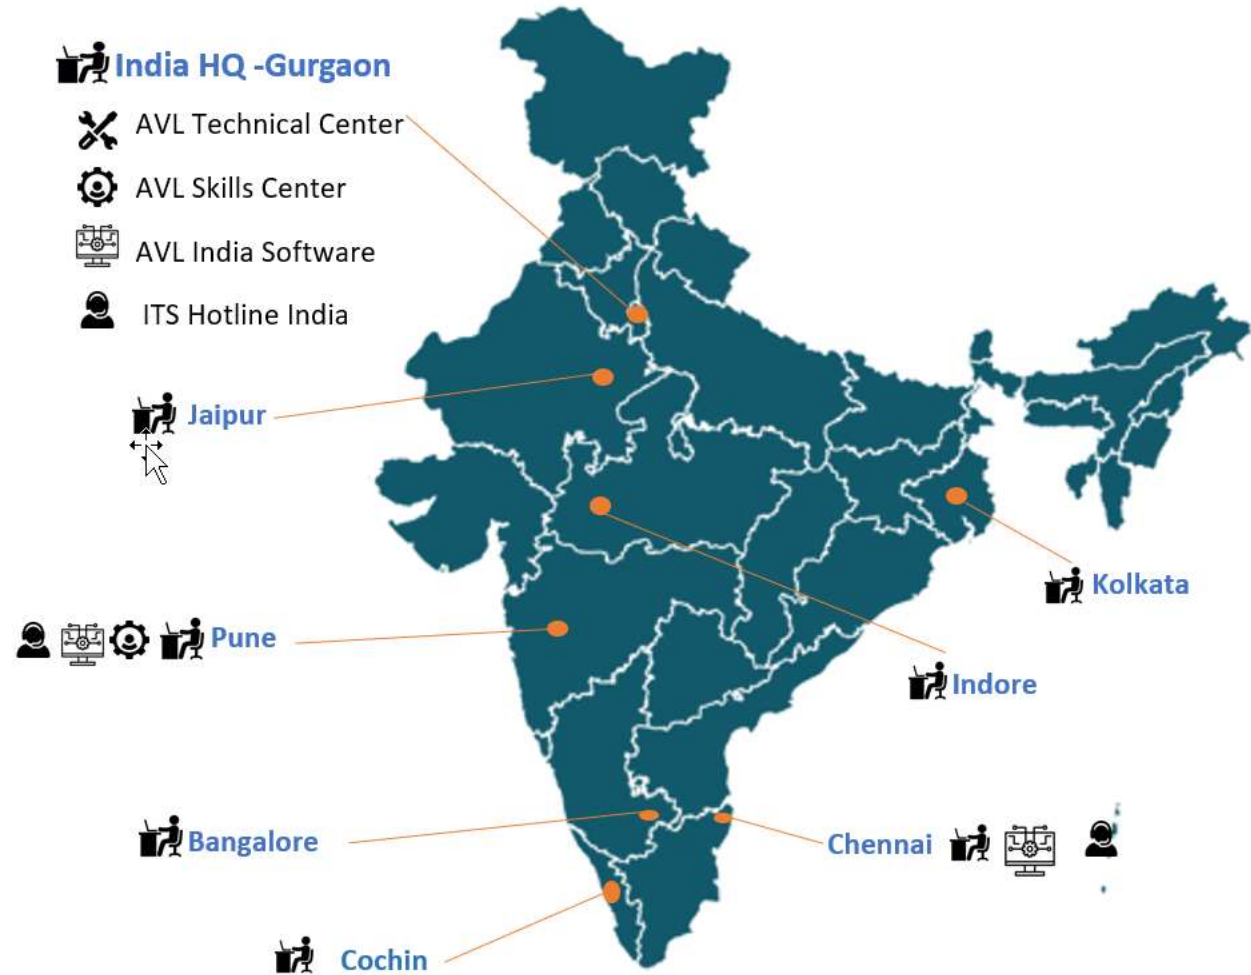 India HQ -Gurgaon
AVL Technical Center
AVL Skills Center
AVL India Software
ITS Hotline India
Jaipur
Kolkata
Pune
Indore
Bangalore
Chennai
Cochin